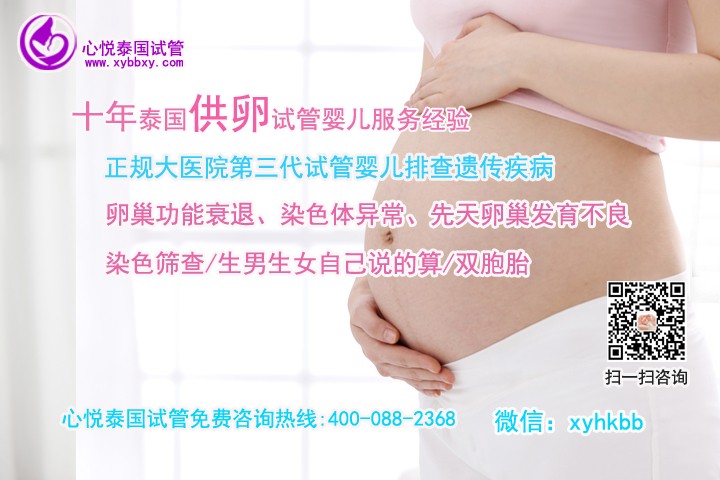 心悦泰国试管
www.xybbxy.com
十年泰国供卵试管婴儿服务经验
正规大医院第三代试管婴儿排查遗传疾病
卵巢功能衰退、染色体异常、先天卵巢发育不良
染色筛查/生男生女自己说的算/双胞胎
扫一扫咨询
心悦泰国试管免费咨询热线:400-088-2368
微信：xyhkbb